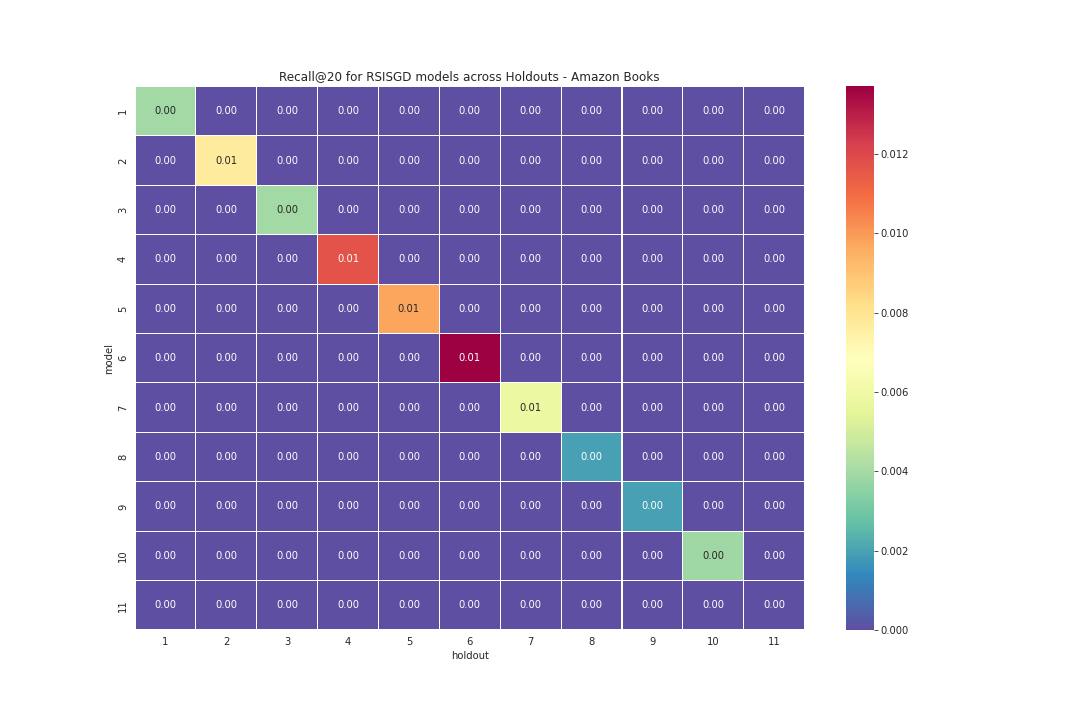 Recall@20 for RSISGD models across Holdouts - Amazon Books
1 0.00 0.00 0.00 0.00 0.00 0.00 0.00 0.00 0.00 0.00 0.00
2 0.00 0.01 0.00 0.00 0.00 0.00 0.00 0.00 0.00 0.00 0.00
3 0.00 0.00 0.00 0.00 0.00 0.00 0.00 0.00 0.00 0.00 0.00
4 0.00 0.00 0.00 0.01 0.00 0.00 0.00 0.00 0.00 0.00 0.00
5 0.00 0.00 0.00 0.00 0.01 0.00 0.00 0.00 0.00 0.00 0.00
model
6 0.00 0.00 0.00 0.00 0.00 0.01 0.00 0.00 0.00 0.00 0.00
7 0.00 0.00 0.00 0.00 0.00 0.00 0.01 0.00 0.00 0.00 0.00
8 0.00 0.00 0.00 0.00 0.00 0.00 0.00 0.00 0.00 0.00 0.00
9 0.00 0.00 0.00 0.00 0.00 0.00 0.00 0.00 0.00 0.00 0.00
10 0.00 0.00 0.00 0.00 0.00 0.00 0.00 0.00 0.00 0.00 0.00
11 0.00 0.00 0.00 0.00 0.00 0.00 0.00 0.00 0.00 0.00 0.00
1 2 3 4 5 6 7 8 9 10 11
holdout
0.012
0.010
0.008
0.006
0.004
0.002
0.000